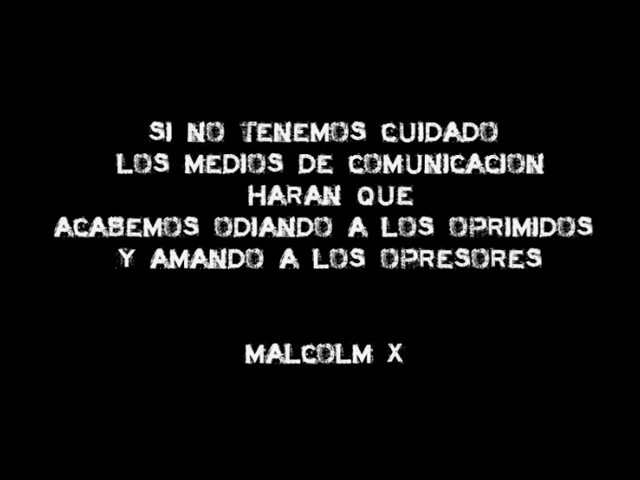 SI NO TENEMOS CUIDADO
LOS MEDIOS DE COMUNICACION
HARAN QUE
ACABEMOS ODIANDO A LOS OPRIMIDOS
Y AMANDO A LOS OPRESORES
MALCOLM X